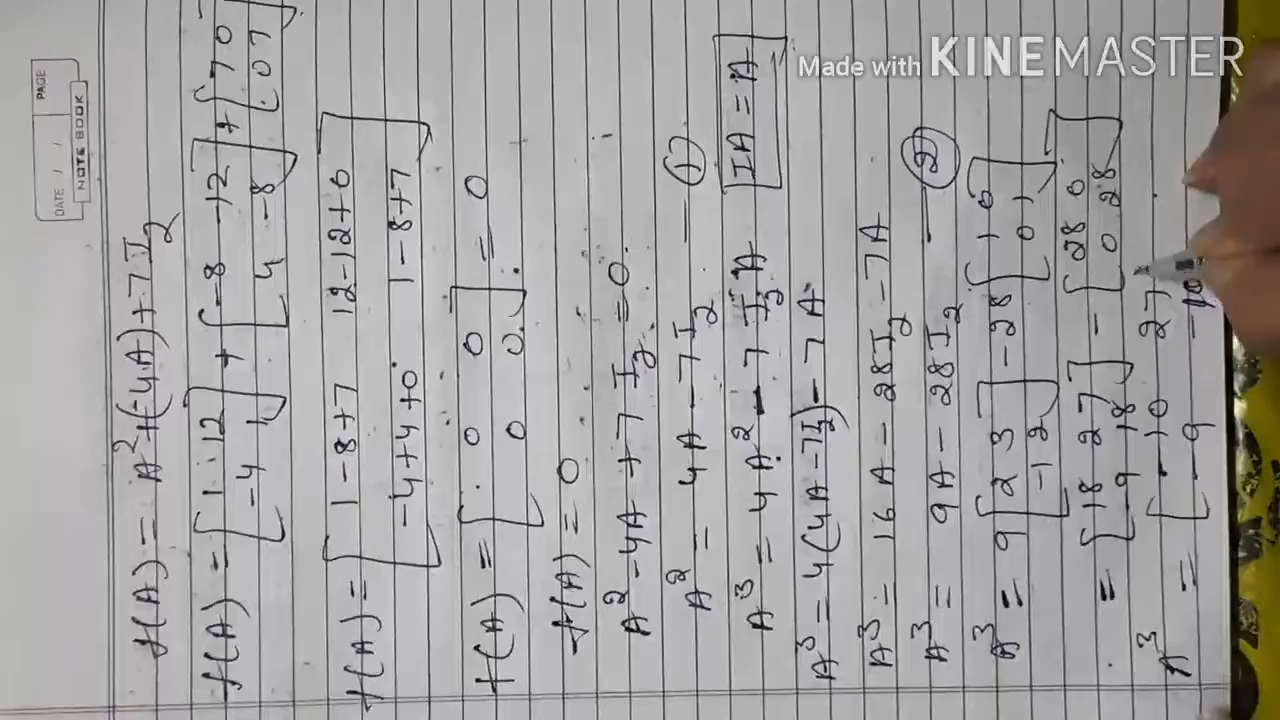 DATE / /
PAGE
NOTE BOOK
f(A) = A² + (-4A) + 7I₂
f(A) = [1 12
-4 1] + [-8 -12
4 -8] + [7 0
0 7]
f(A) = [1-8+7 12-12+0
-4+4+0 1-8+7]
f(A) = [0 0
0 0] = 0
f(A) = 0
A² - 4A + 7I₂ = 0
A² = 4A - 7I₂ — (1)
A³ = 4A² - 7I₂A IA = A
A³ = 4(4A-7I₂) - 7A
A³ = 16A - 28I₂ - 7A
A³ = 9A - 28I₂ — (2)
A³ = 9[2 3
-1 2] - 28[1 0
0 1]
= [18 27
-9 18] - [28 0
0 28]
A³ = [-10 27
-9 -10
Made with KINEMASTER